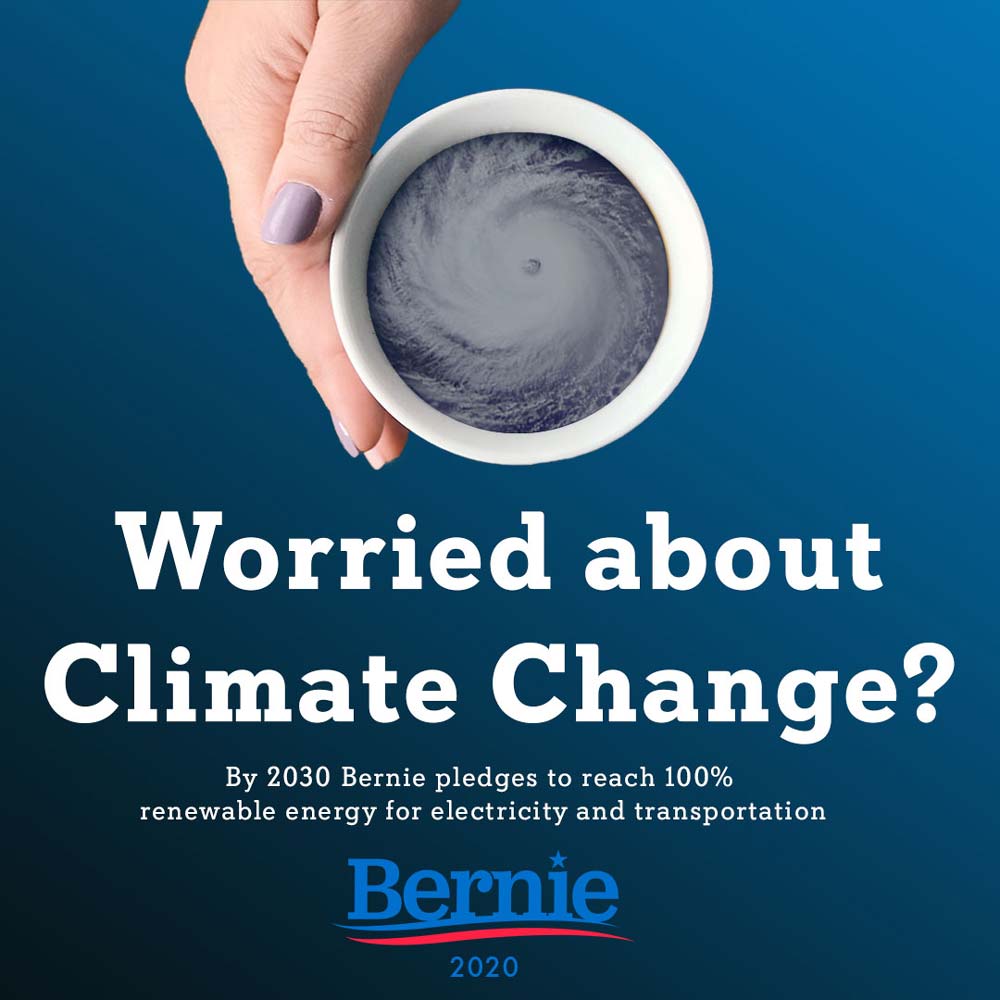 Worried about
Climate Change?
By 2030 Bernie pledges to reach 100%
renewable energy for electricity and transportation
Bernie
2020